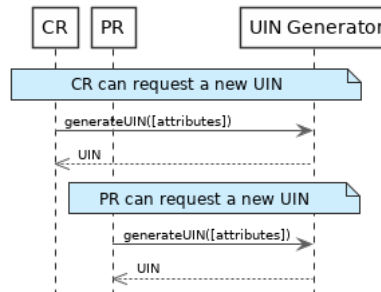 CR PR UIN Generator
CR can request a new UIN
generateUIN([attributes])
UIN
PR can request a new UIN
generateUIN([attributes])
UIN